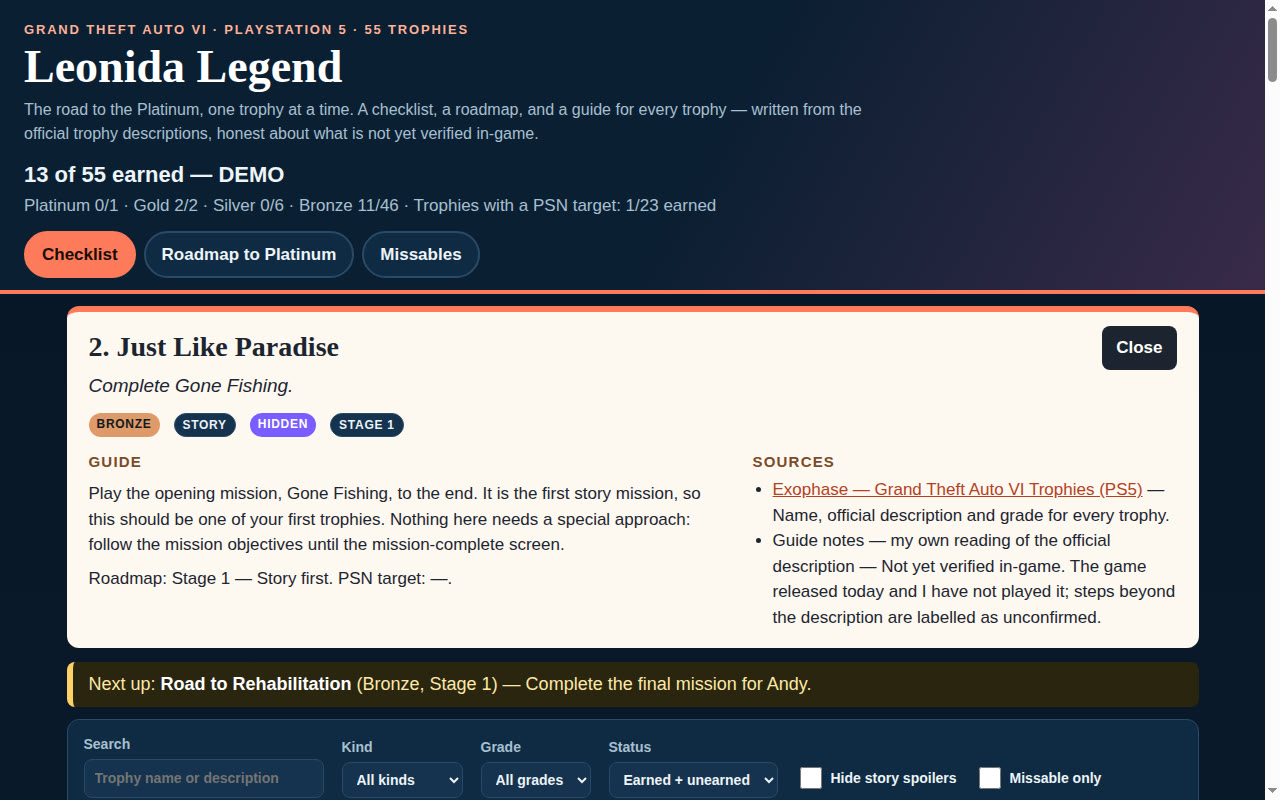 GRAND THEFT AUTO VI · PLAYSTATION 5 · 55 TROPHIES
Leonida Legend
The road to the Platinum, one trophy at a time. A checklist, a roadmap, and a guide for every trophy — written from the
official trophy descriptions, honest about what is not yet verified in-game.
13 of 55 earned — DEMO
Platinum 0/1 · Gold 2/2 · Silver 0/6 · Bronze 11/46 · Trophies with a PSN target: 1/23 earned
Checklist
Roadmap to Platinum
Missables
2. Just Like Paradise
Close
Complete Gone Fishing.
BRONZE
STORY
HIDDEN
STAGE 1
GUIDE
Play the opening mission, Gone Fishing, to the end. It is the first story mission, so
this should be one of your first trophies. Nothing here needs a special approach:
follow the mission objectives until the mission-complete screen.
Roadmap: Stage 1 — Story first. PSN target: —.
SOURCES
• Exophase — Grand Theft Auto VI Trophies (PS5) —
Name, official description and grade for every trophy.
• Guide notes — my own reading of the official
description — Not yet verified in-game. The game
released today and I have not played it; steps beyond
the description are labelled as unconfirmed.
Next up: Road to Rehabilitation (Bronze, Stage 1) — Complete the final mission for Andy.
Search
Trophy name or description
Kind
All kinds
Grade
All grades
Status
Earned + unearned
Hide story spoilers
Missable only